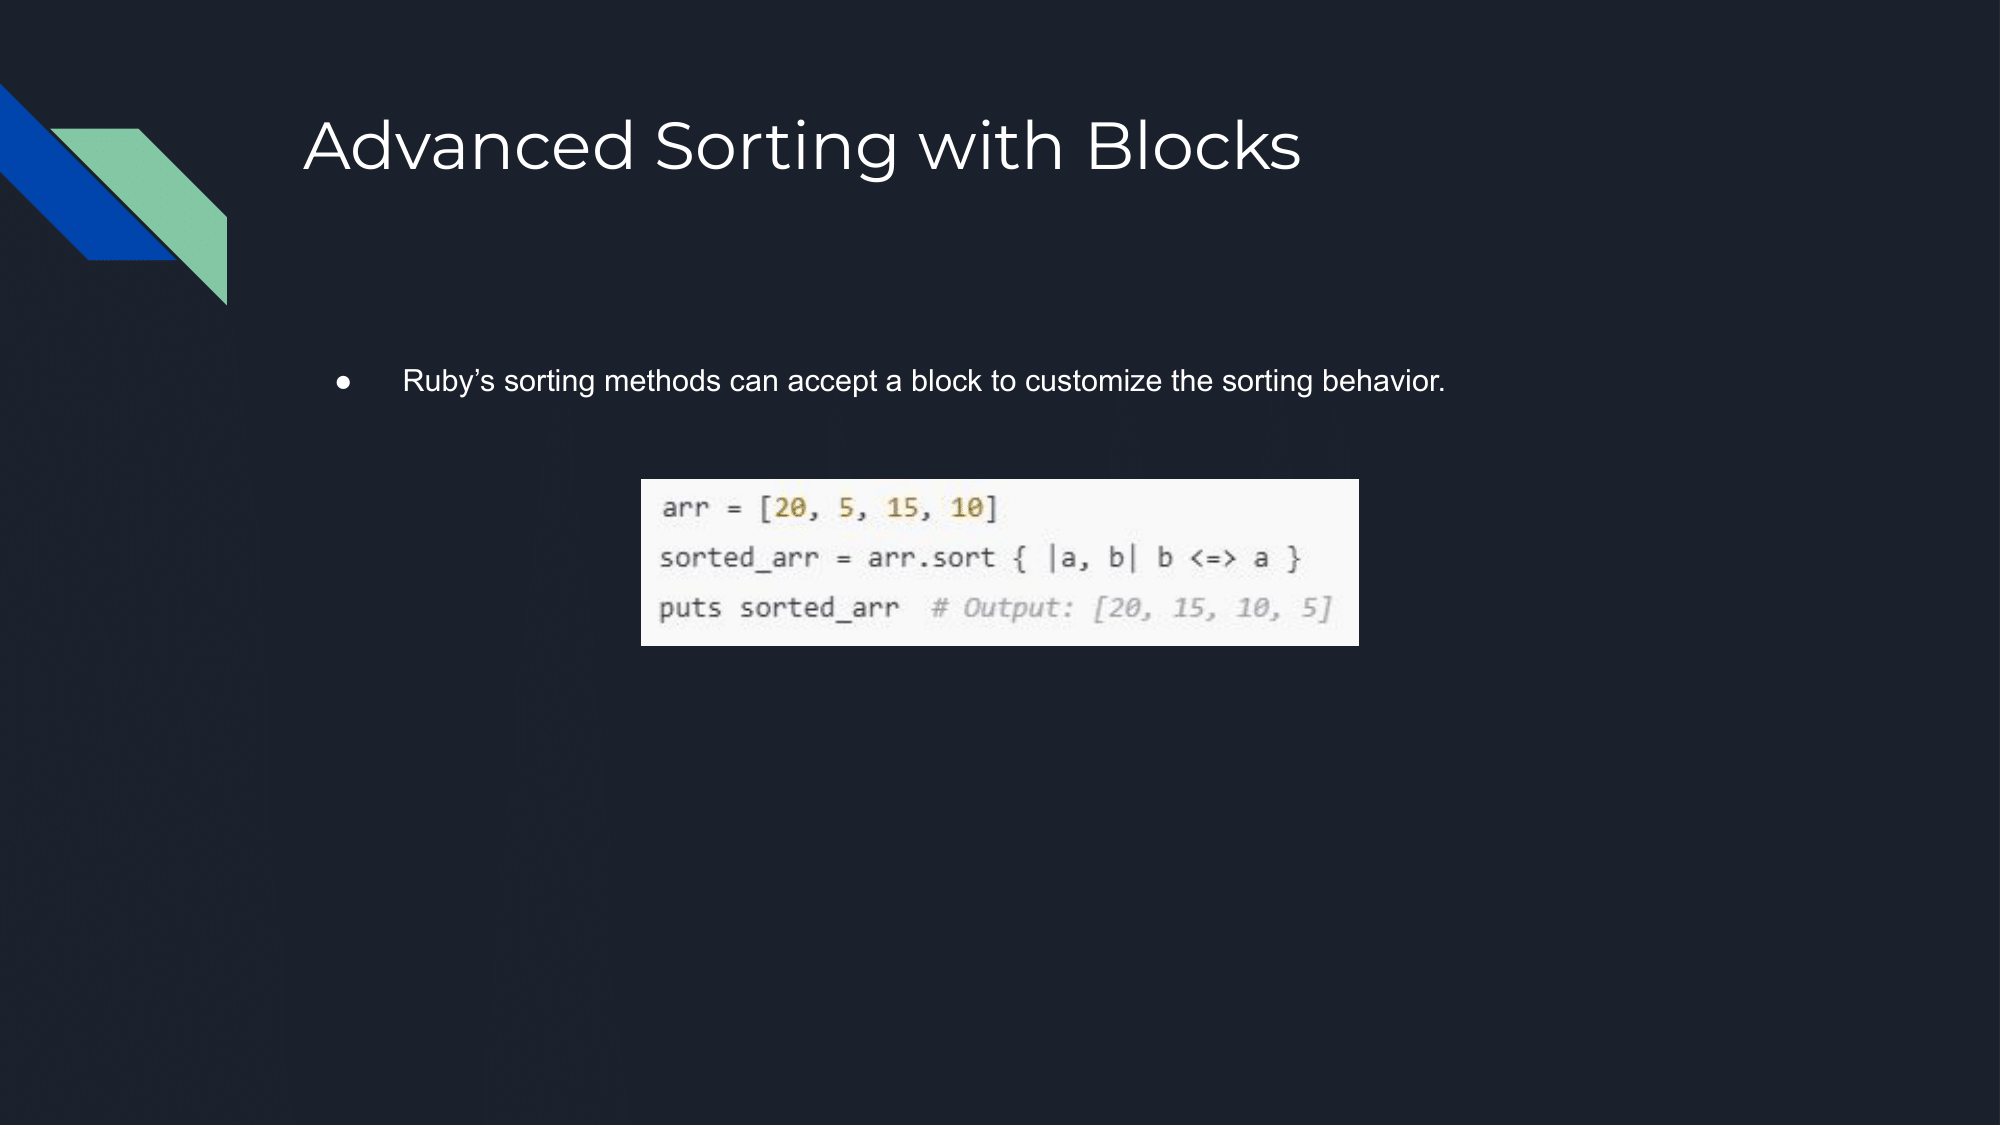 Advanced Sorting with Blocks
● Ruby’s sorting methods can accept a block to customize the sorting behavior.
arr = [20, 5, 15, 10]
sorted_arr = arr.sort { |a, b| b <=> a }
puts sorted_arr  # Output: [20, 15, 10, 5]